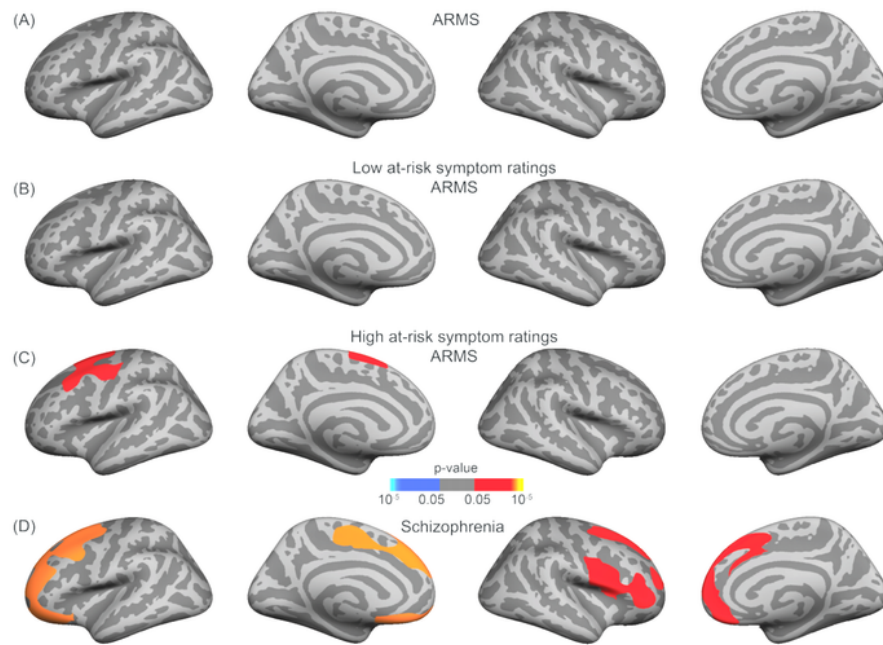 (A) ARMS
Low at-risk symptom ratings
(B) ARMS
High at-risk symptom ratings
(C) ARMS
p-value
10⁻⁵ 0.05 0.05 10⁻⁵
(D) Schizophrenia